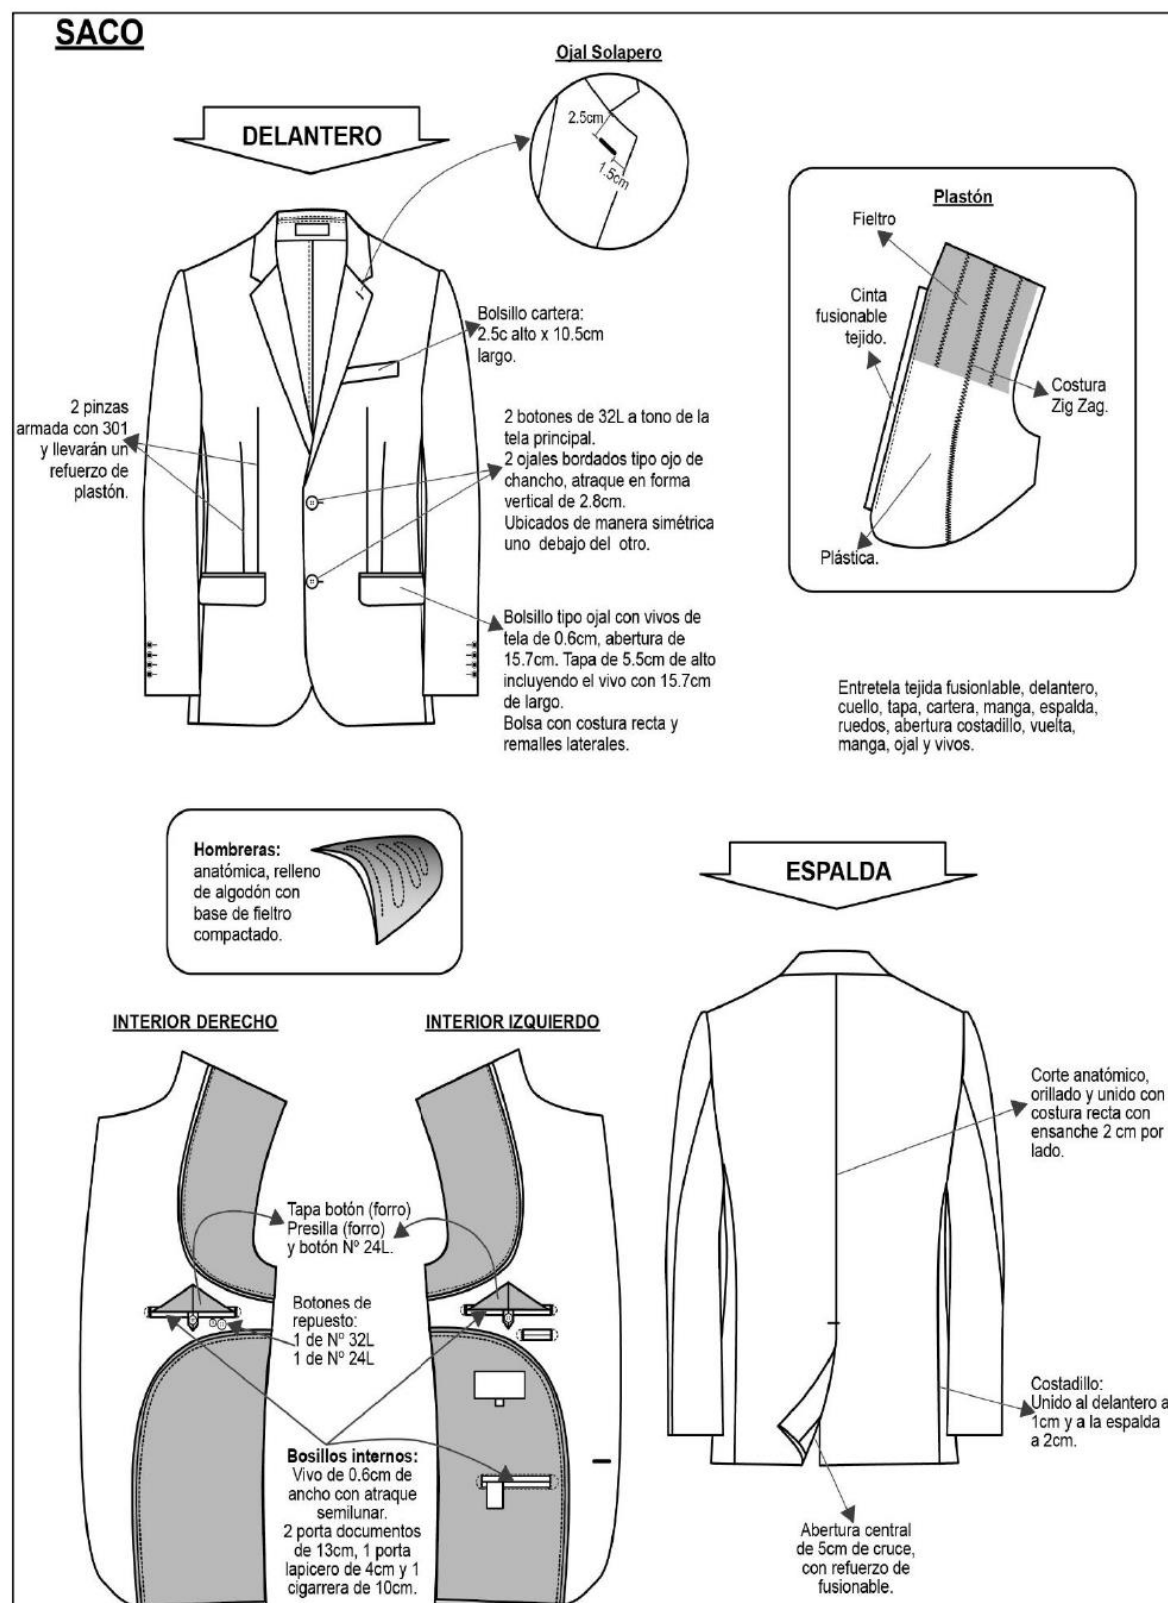 SACO
Ojal Solapero
DELANTERO
2.5cm
1.5cm
Plastón
Fieltro
Cinta
fusionable
tejido.
Costura
Zig Zag.
Plástica.
Bolsillo cartera:
2.5c alto x 10.5cm
largo.
2 pinzas
armada con 301
y llevarán un
refuerzo de
plastón.
2 botones de 32L a tono de la
tela principal.
2 ojales bordados tipo ojo de
chancho, atraque en forma
vertical de 2.8cm.
Ubicados de manera simétrica
uno debajo del otro.
Bolsillo tipo ojal con vivos de
tela de 0.6cm, abertura de
15.7cm. Tapa de 5.5cm de alto
incluyendo el vivo con 15.7cm
de largo.
Bolsa con costura recta y
remalles laterales.
Entretela tejida fusionlable, delantero,
cuello, tapa, cartera, manga, espalda,
ruedos, abertura costadillo, vuelta,
manga, ojal y vivos.
Hombreras:
anatómica, relleno
de algodón con
base de fieltro
compactado.
ESPALDA
INTERIOR DERECHO
INTERIOR IZQUIERDO
Corte anatómico,
orillado y unido con
costura recta con
ensanche 2 cm por
lado.
Tapa botón (forro)
Presilla (forro)
y botón Nº 24L.
Botones de
repuesto:
1 de Nº 32L
1 de Nº 24L
Bosillos internos:
Vivo de 0.6cm de
ancho con atraque
semilunar.
2 porta documentos
de 13cm, 1 porta
lapicero de 4cm y 1
cigarrera de 10cm.
Costadillo:
Unido al delantero a
1cm y a la espalda
a 2cm.
Abertura central
de 5cm de cruce,
con refuerzo de
fusionable.